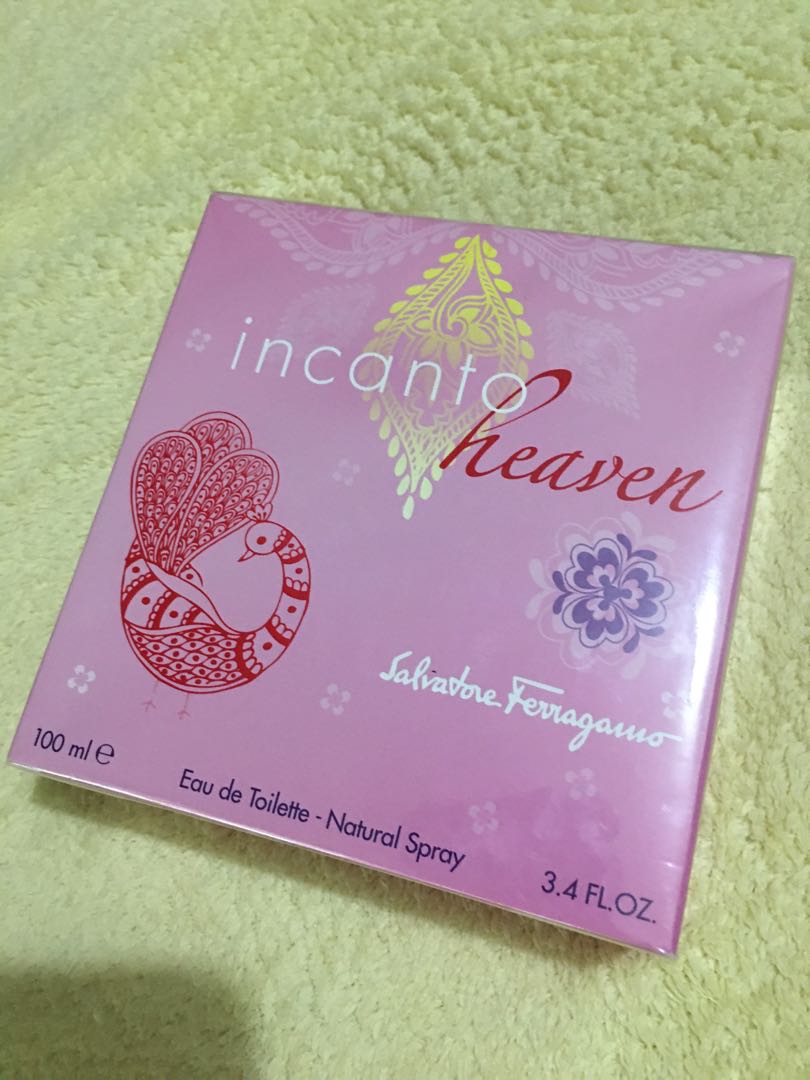 incanto
heaven
Salvatore Ferragamo
100 ml ℮
Eau de Toilette - Natural Spray
3.4 FL.OZ.